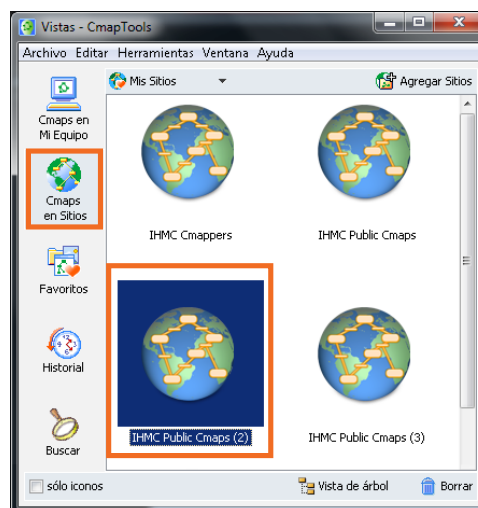 Vistas - CmapTools
Archivo Editar Herramientas Ventana Ayuda
Mis Sitios
Agregar Sitios
Cmaps en
Mi Equipo
Cmaps
en Sitios
Favoritos
Historial
Buscar
IHMC Cmappers
IHMC Public Cmaps
IHMC Public Cmaps (2)
IHMC Public Cmaps (3)
sólo iconos
Vista de árbol
Borrar